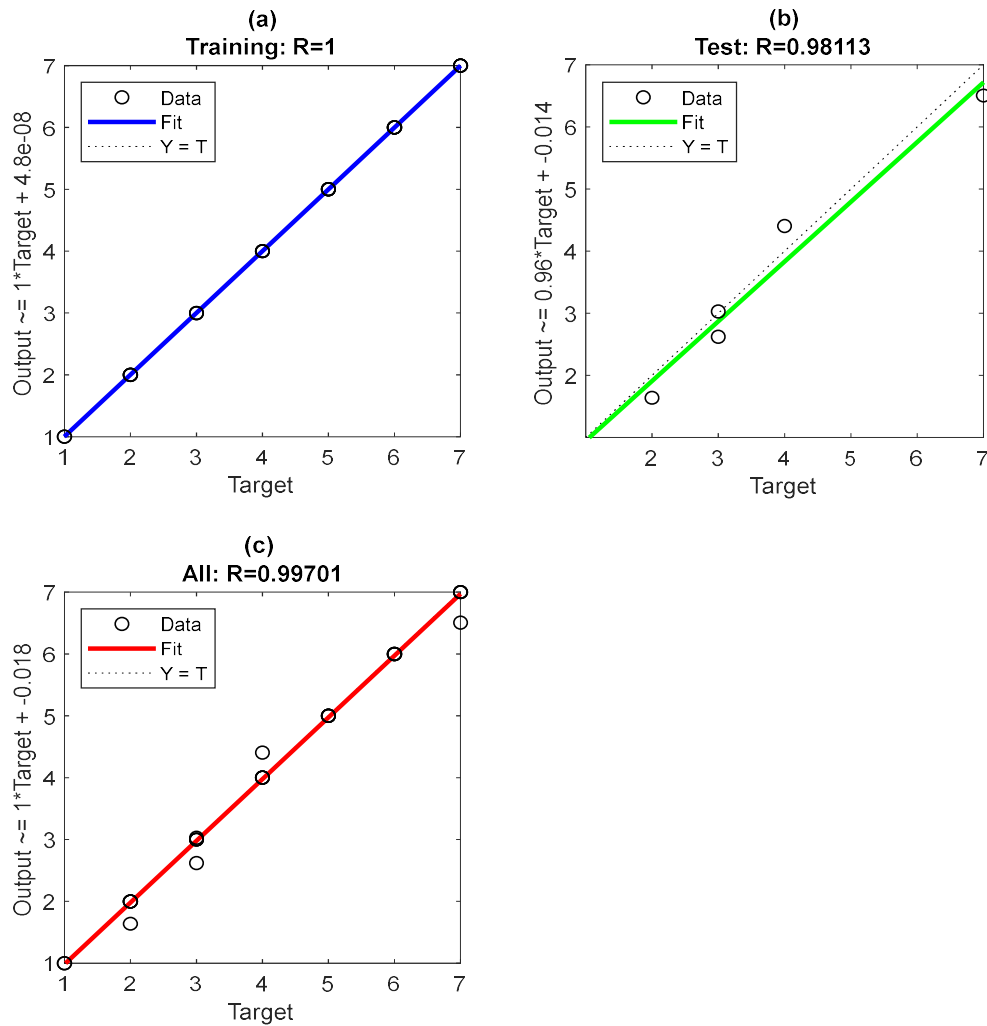 (a)
Training: R=1
Output ~= 1*Target + 4.8e-08
7
6
5
4
3
2
1
Data
Fit
Y = T
1 2 3 4 5 6 7
Target
(b)
Test: R=0.98113
Output ~= 0.96*Target + -0.014
7
6
5
4
3
2
Data
Fit
Y = T
2 3 4 5 6 7
Target
(c)
All: R=0.99701
Output ~= 1*Target + -0.018
7
6
5
4
3
2
1
Data
Fit
Y = T
1 2 3 4 5 6 7
Target